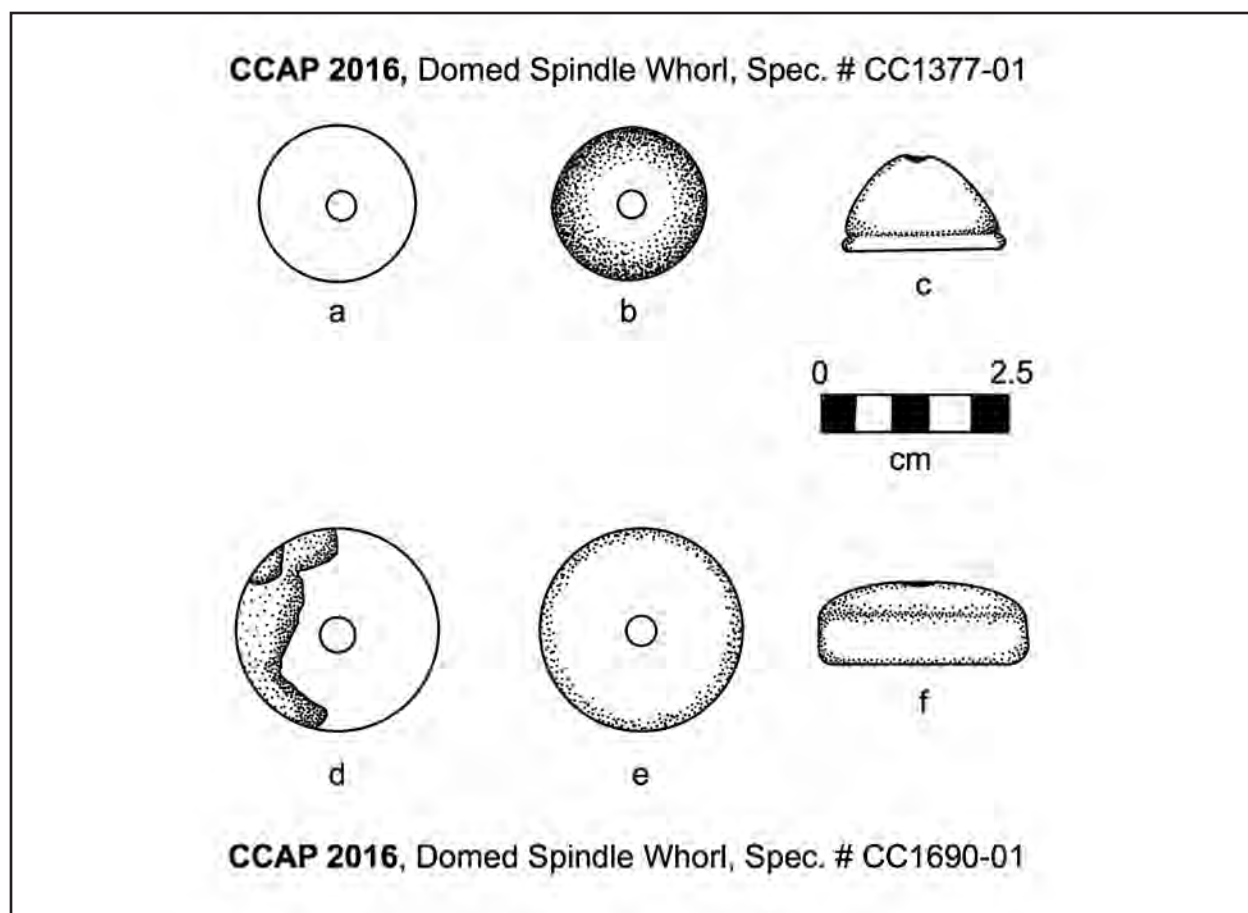 CCAP 2016, Domed Spindle Whorl, Spec. # CC1377-01
a
b
c
0 2.5
cm
d
e
f
CCAP 2016, Domed Spindle Whorl, Spec. # CC1690-01